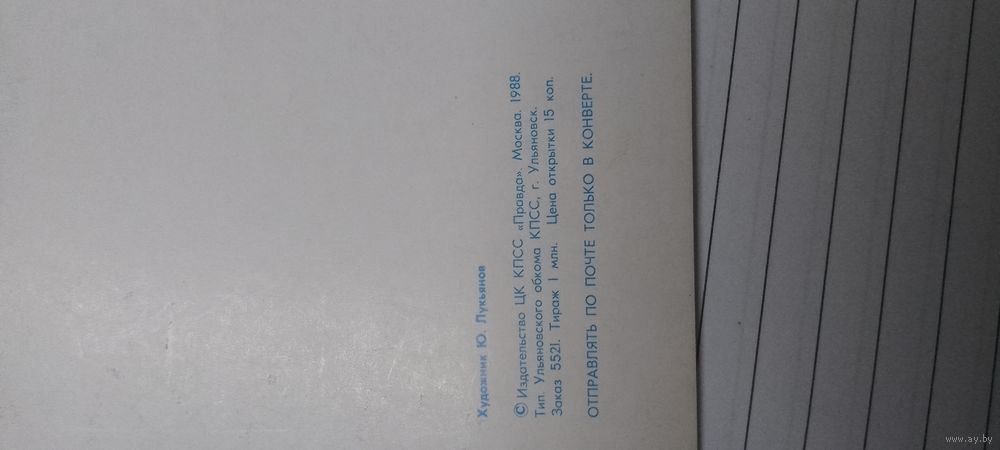 Художник Ю. Лукьянов
© Издательство ЦК КПСС «Правда». Москва. 1988.
Тип. Ульяновского обкома КПСС, г. Ульяновск.
Заказ 5521. Тираж 1 млн. Цена открытки 15 коп.
ОТПРАВЛЯТЬ ПО ПОЧТЕ ТОЛЬКО В КОНВЕРТЕ.
www.ay.by